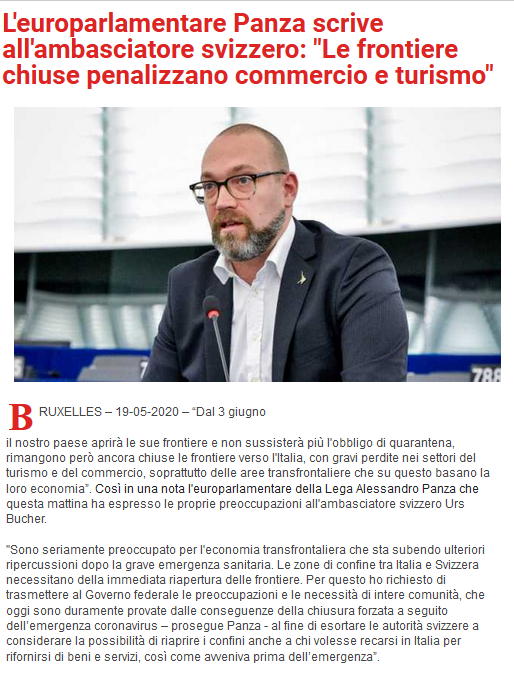 L'europarlamentare Panza scrive
all'ambasciatore svizzero: "Le frontiere
chiuse penalizzano commercio e turismo"
788
BRUXELLES – 19-05-2020 – “Dal 3 giugno
il nostro paese aprirà le sue frontiere e non sussisterà più l'obbligo di quarantena,
rimangono però ancora chiuse le frontiere verso l'Italia, con gravi perdite nei settori del
turismo e del commercio, soprattutto delle aree transfrontaliere che su questo basano la
loro economia”. Così in una nota l'europarlamentare della Lega Alessandro Panza che
questa mattina ha espresso le proprie preoccupazioni all'ambasciatore svizzero Urs
Bucher.
"Sono seriamente preoccupato per l'economia transfrontaliera che sta subendo ulteriori
ripercussioni dopo la grave emergenza sanitaria. Le zone di confine tra Italia e Svizzera
necessitano della immediata riapertura delle frontiere. Per questo ho richiesto di
trasmettere al Governo federale le preoccupazioni e le necessità di intere comunità, che
oggi sono duramente provate dalle conseguenze della chiusura forzata a seguito
dell’emergenza coronavirus – prosegue Panza - al fine di esortare le autorità svizzere a
considerare la possibilità di riaprire i confini anche a chi volesse recarsi in Italia per
rifornirsi di beni e servizi, così come avveniva prima dell’emergenza”.